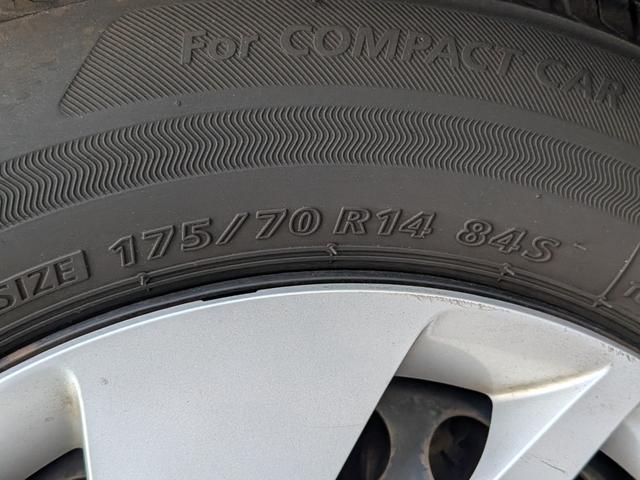 For COMPACT CAR
SIZE 175/70 R14 84S